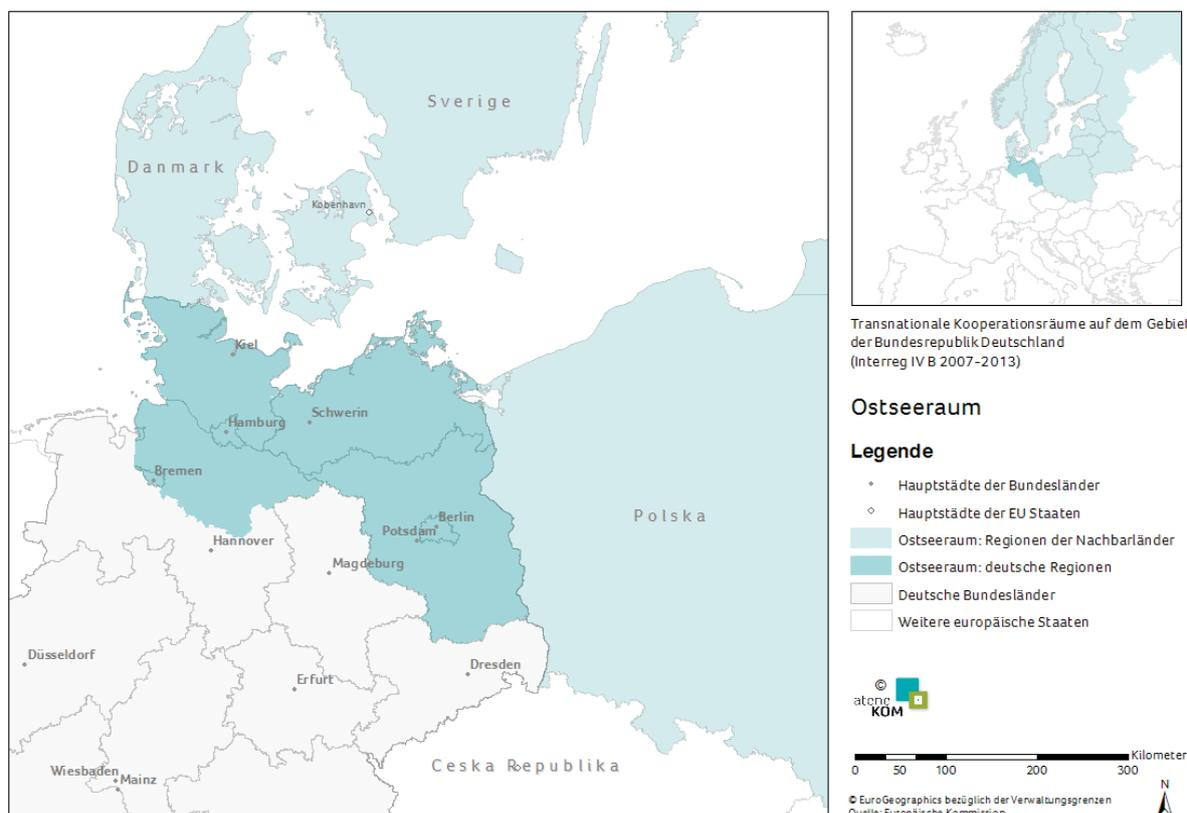 Sverige
Danmark
København
Kiel
Hamburg
Schwerin
Bremen
Berlin
Potsdam
Polska
Hannover
Magdeburg
Düsseldorf
Dresden
Erfurt
Wiesbaden
Mainz
Ceska Republika
Transnationale Kooperationsräume auf dem Gebiet
der Bundesrepublik Deutschland
(Interreg IV B 2007–2013)
Ostseeraum
Legende
Hauptstädte der Bundesländer
Hauptstädte der EU Staaten
Ostseeraum: Regionen der Nachbarländer
Ostseeraum: deutsche Regionen
Deutsche Bundesländer
Weitere europäische Staaten
©
atene
KOM
Kilometer
0 50 100 200 300
N
© EuroGeographics bezüglich der Verwaltungsgrenzen
Quelle: Europäische Kommission